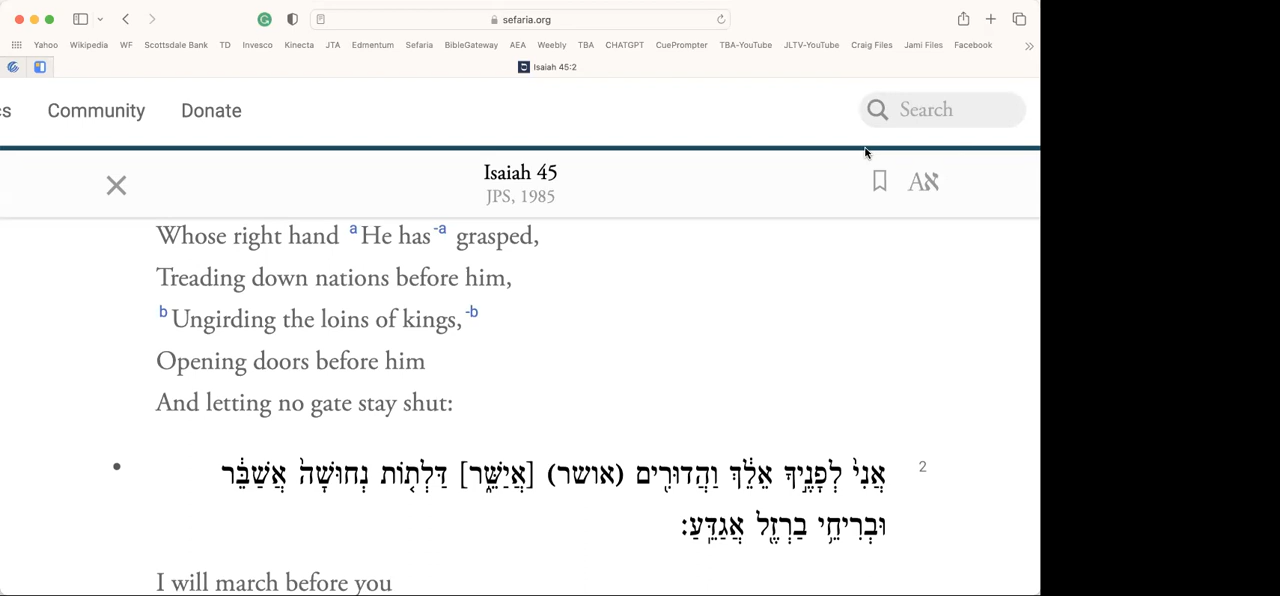 sefaria.org
Yahoo Wikipedia WF Scottsdale Bank TD Invesco Kinecta JTA Edmentum Sefaria BibleGateway AEA Weebly TBA CHATGPT CuePrompter TBA-YouTube JLTV-YouTube Craig Files Jami Files Facebook
Isaiah 45:2
cs Community Donate Search
Isaiah 45
JPS, 1985
Whose right hand a He has -a grasped,
Treading down nations before him,
b Ungirding the loins of kings, -b
Opening doors before him
And letting no gate stay shut:
2
אֲנִי֙ לְפָנֶ֣יךָ אֵלֵ֔ךְ וַהֲדוּרִ֖ים (אושר) [אֲיַשֵּׁ֑ר] דַּלְת֤וֹת נְחוּשָׁה֙ אֲשַׁבֵּ֔ר
וּבְרִיחֵ֥י בַרְזֶ֖ל אֲגַדֵּֽעַ׃
I will march before you